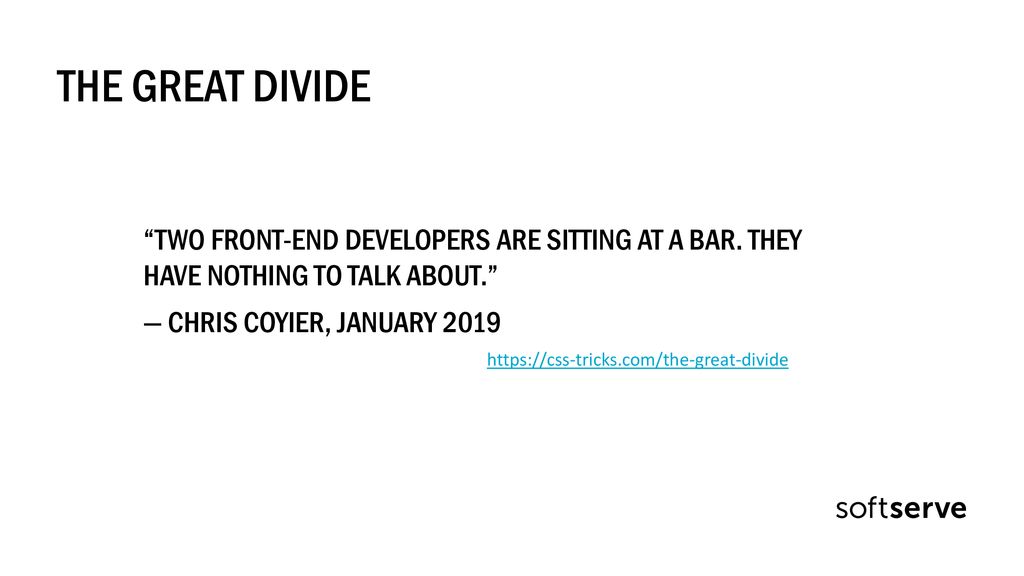 THE GREAT DIVIDE
“TWO FRONT-END DEVELOPERS ARE SITTING AT A BAR. THEY
HAVE NOTHING TO TALK ABOUT.”
— CHRIS COYIER, JANUARY 2019
https://css-tricks.com/the-great-divide
softserve